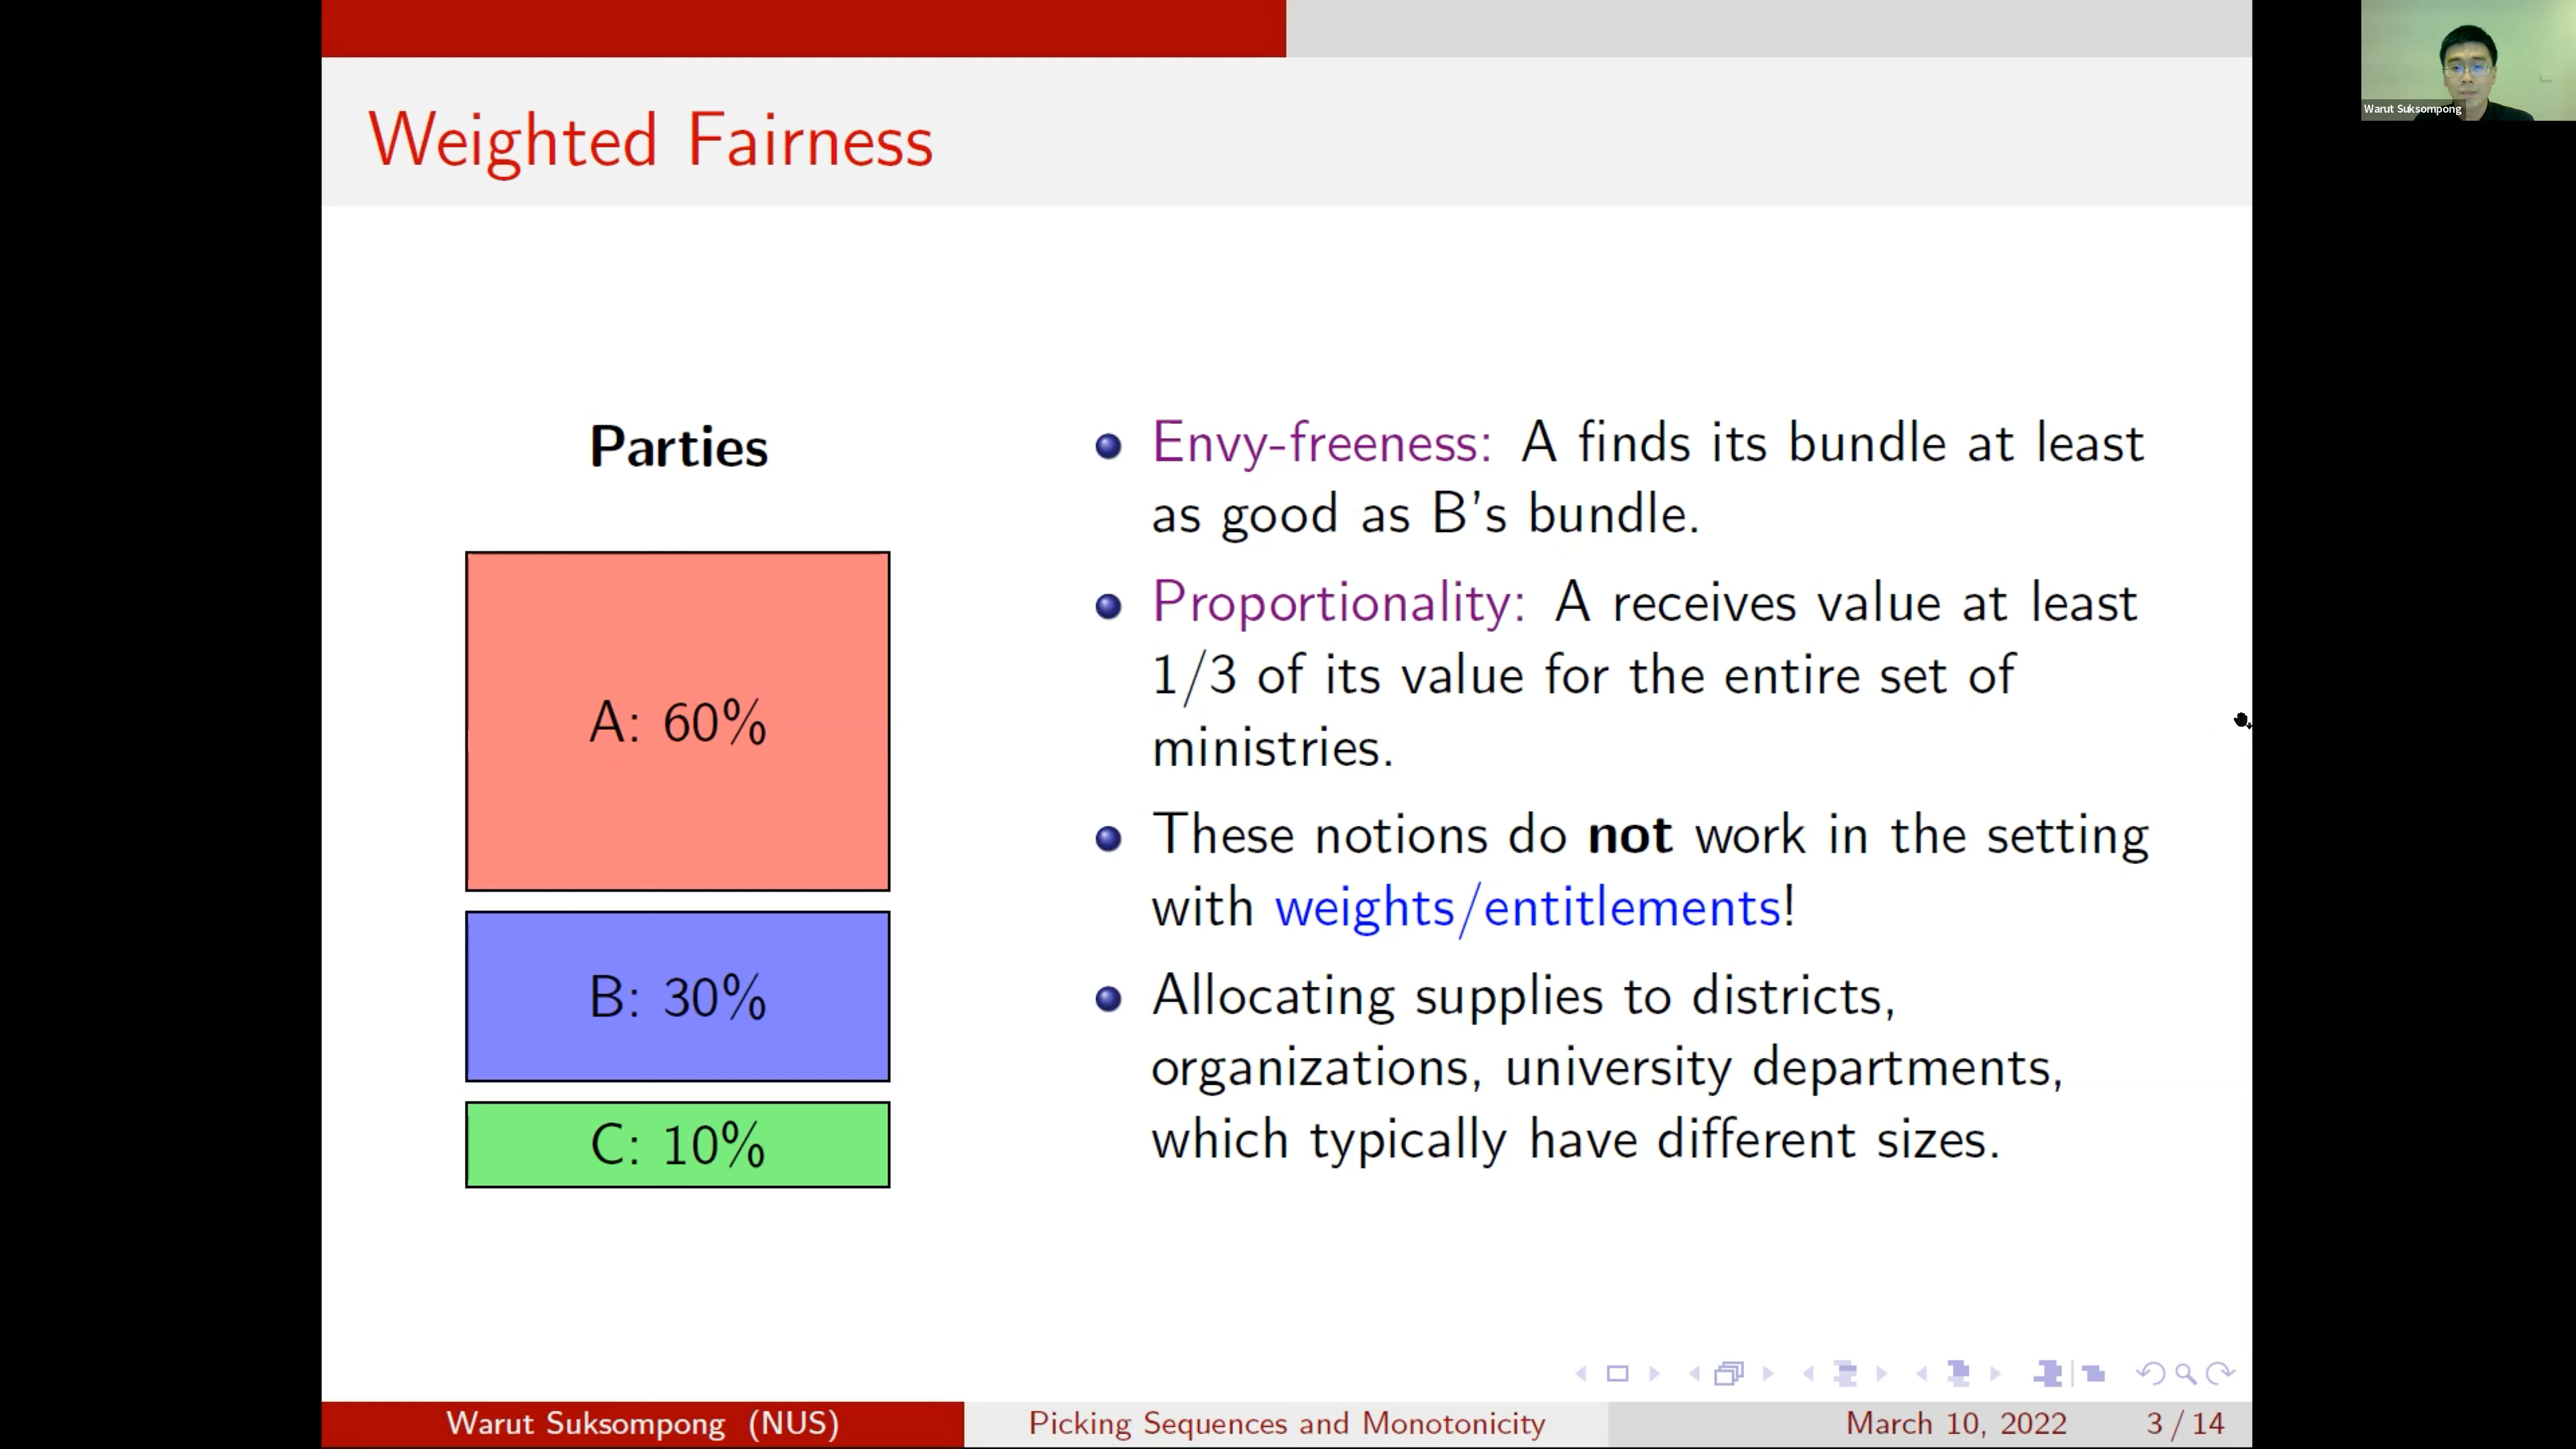 Warut Suksompong
Weighted Fairness
Parties
A: 60%
B: 30%
C: 10%
Envy-freeness: A finds its bundle at least
as good as B's bundle.
Proportionality: A receives value at least
1/3 of its value for the entire set of
ministries.
These notions do not work in the setting
with weights/entitlements!
Allocating supplies to districts,
organizations, university departments,
which typically have different sizes.
Warut Suksompong (NUS)
Picking Sequences and Monotonicity
March 10, 2022
3 / 14